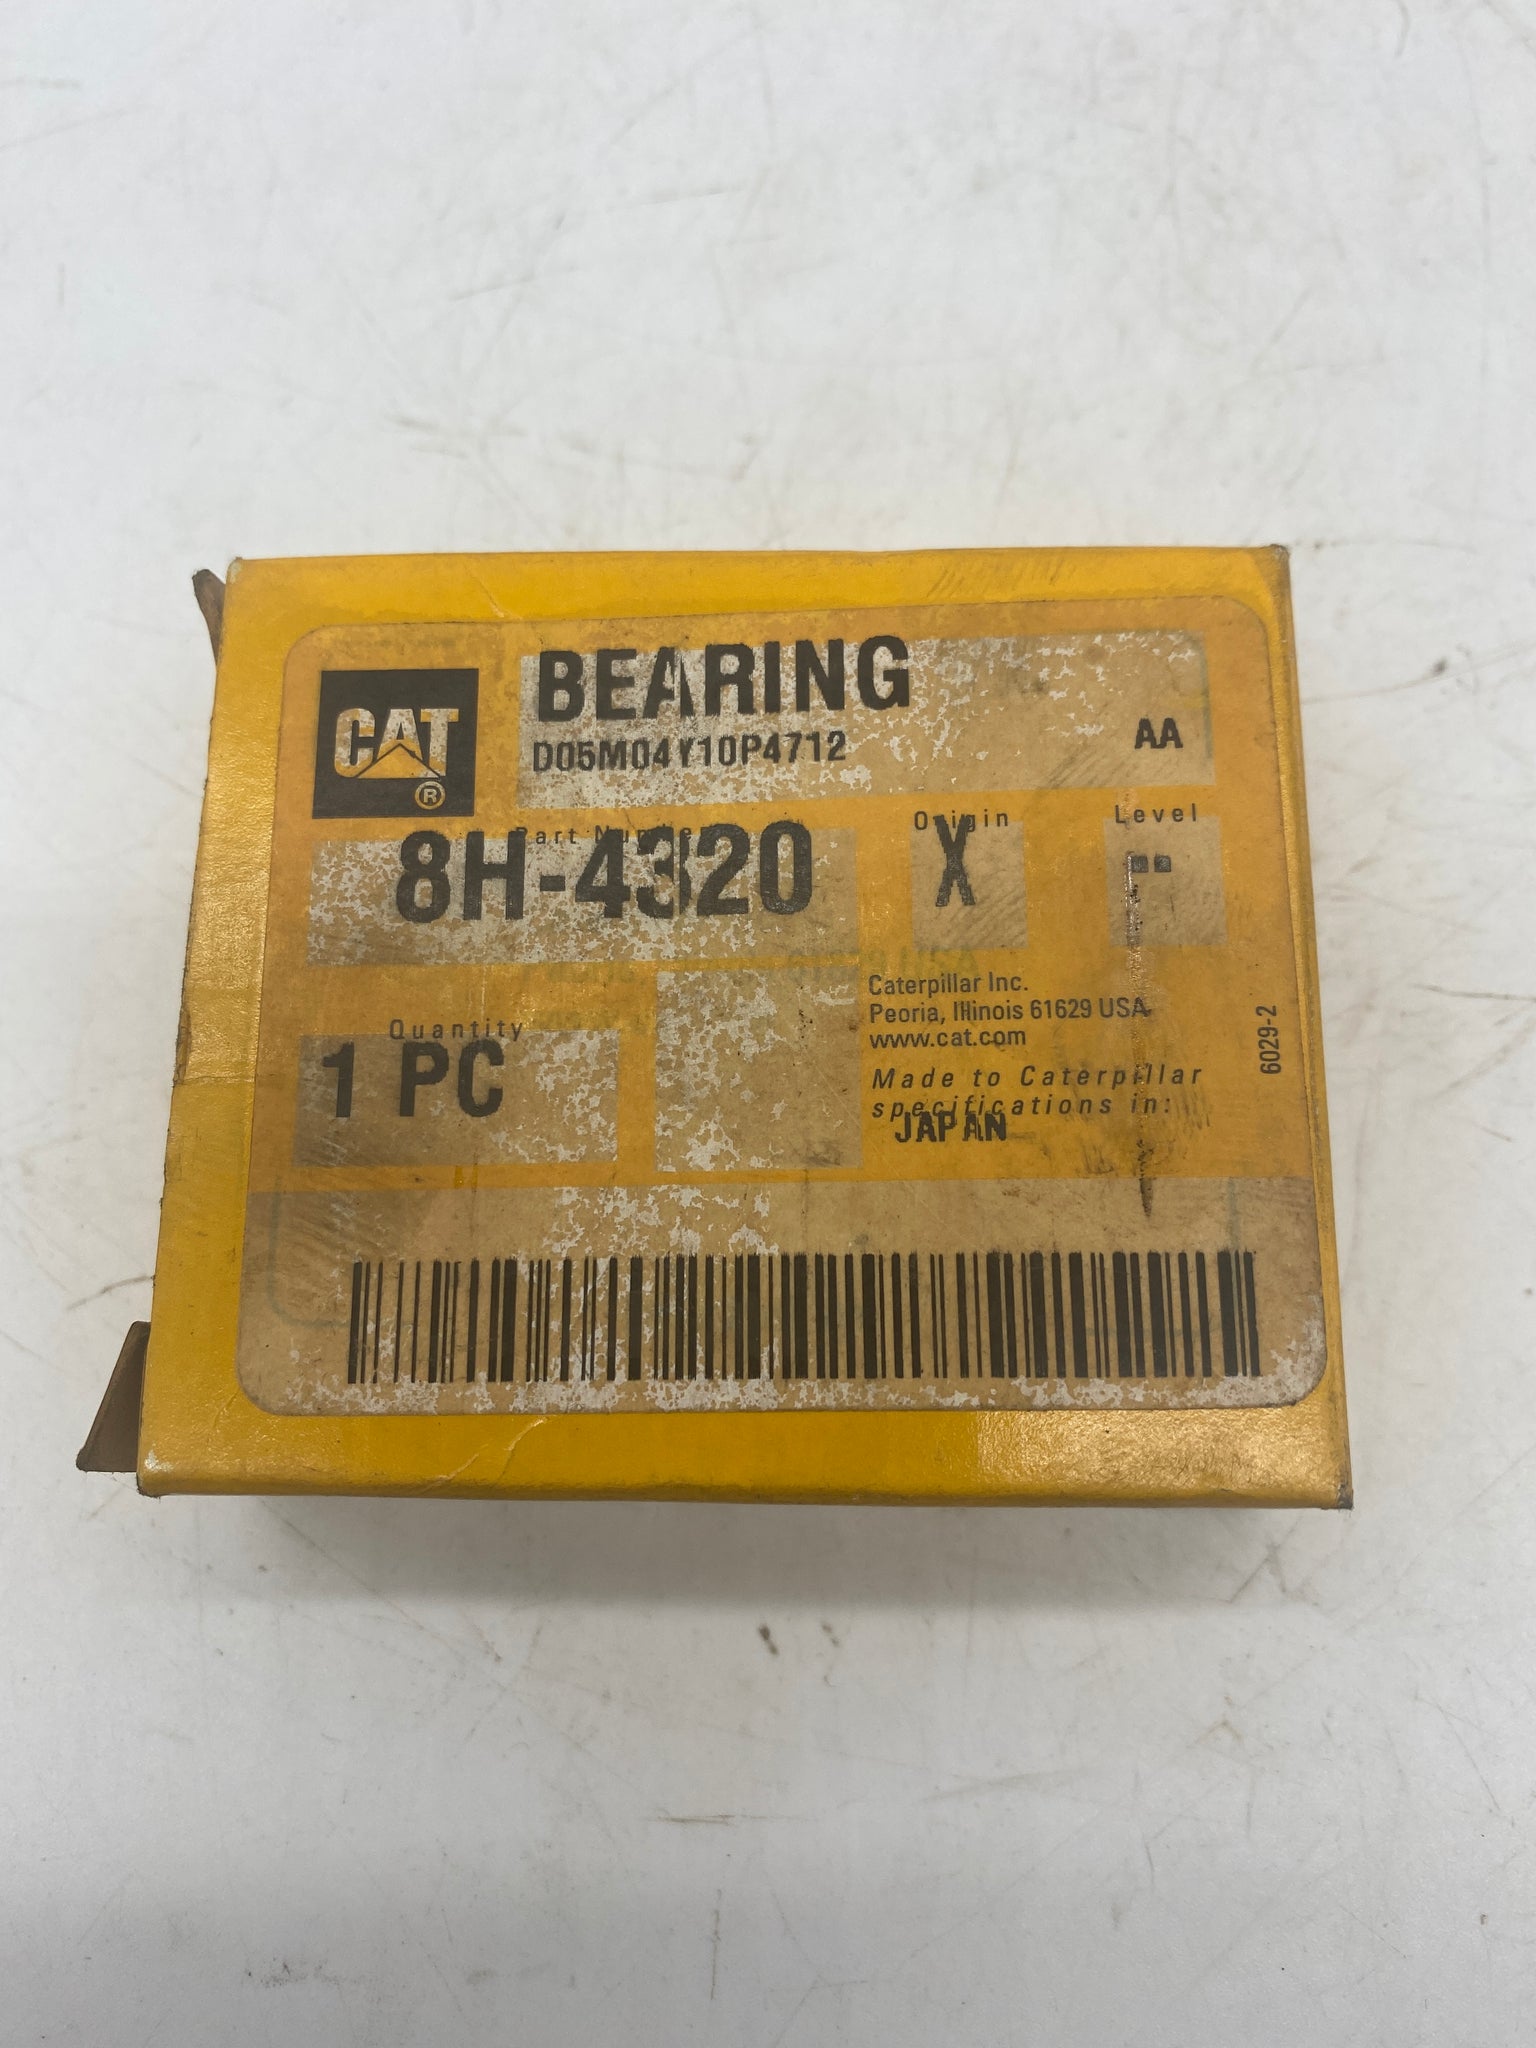 CAT
®
BEARING
D05M04Y10P4712
AA
Part Number
8H-4320
Origin
X
Level
--
Quantity
1 PC
Caterpillar Inc.
Peoria, Illinois 61629 USA
www.cat.com
Made to Caterpillar
specifications in:
JAPAN
6029-2